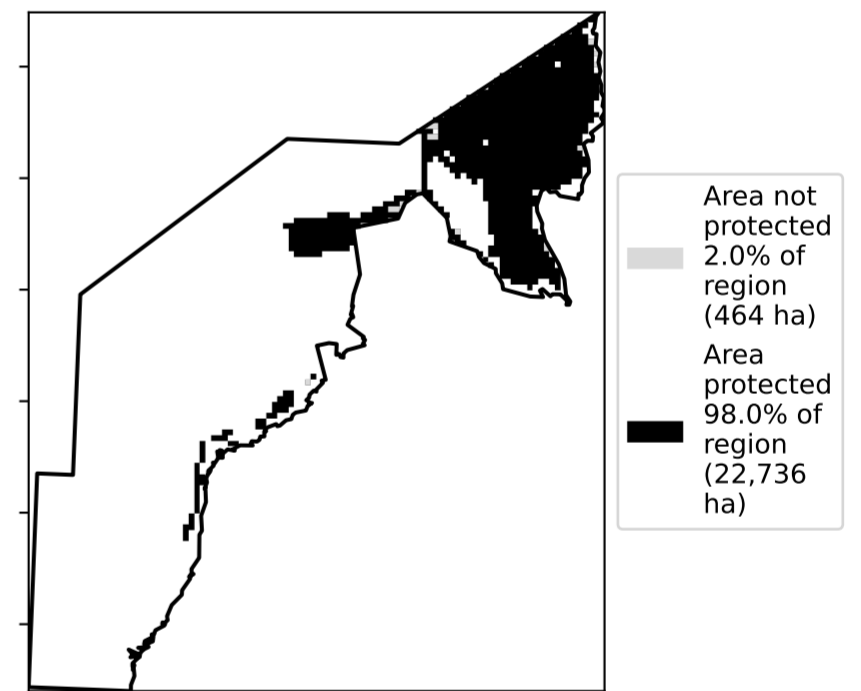 Area not
protected
2.0% of
region
(464 ha)
Area
protected
98.0% of
region
(22,736
ha)